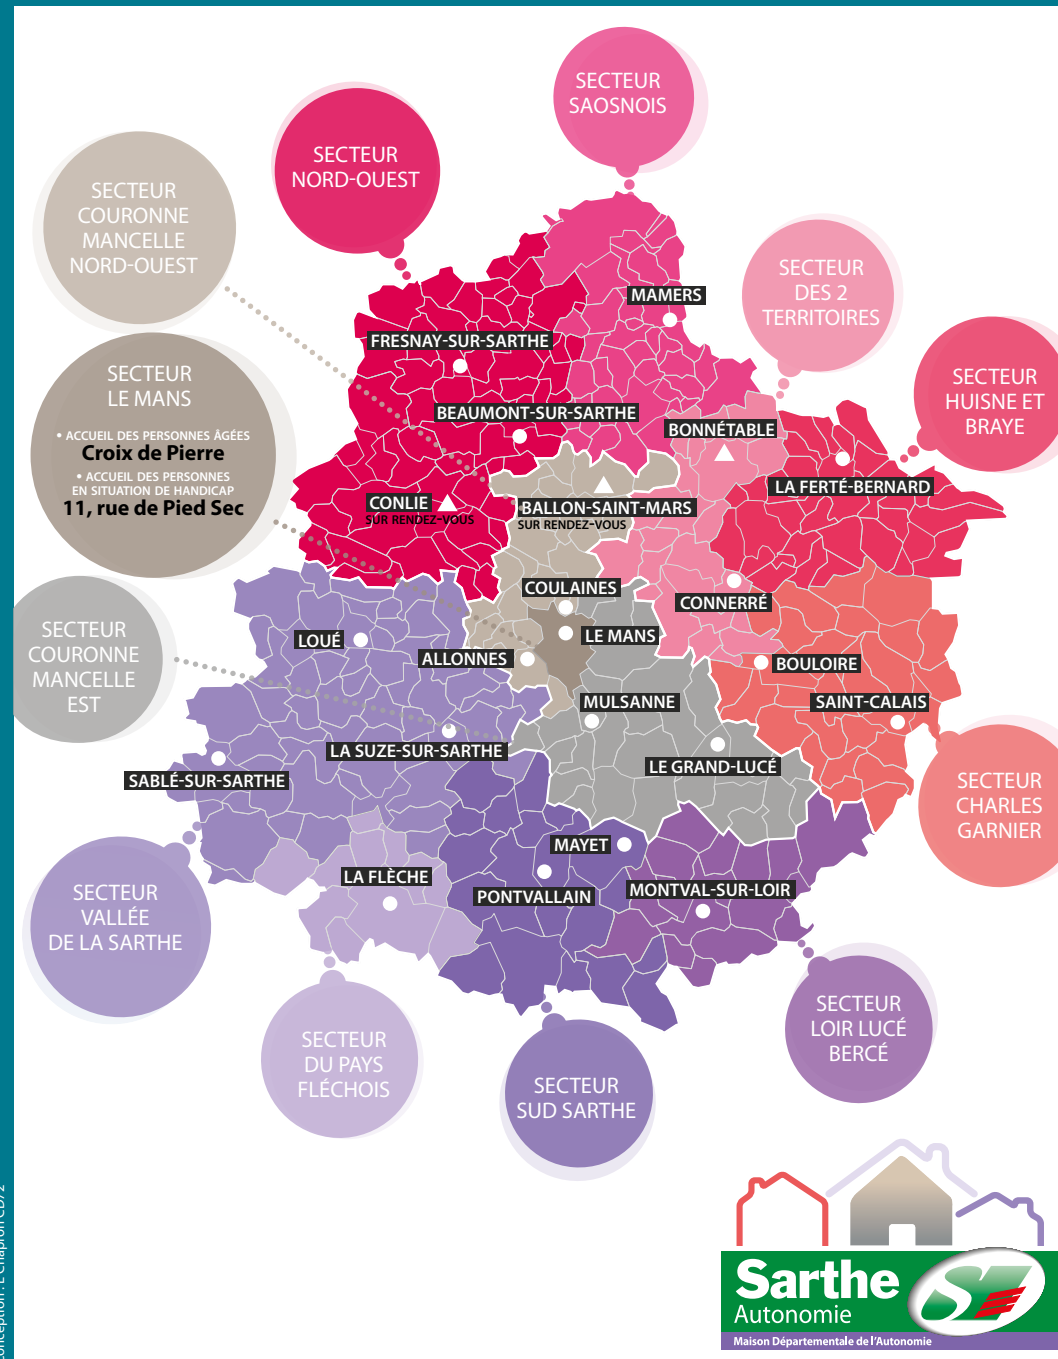 SECTEUR
SAOSNOIS
SECTEUR
NORD-OUEST
SECTEUR
COURONNE
MANCELLE
NORD-OUEST
SECTEUR
DES 2
TERRITOIRES
MAMERS
FRESNAY-SUR-SARTHE
SECTEUR
LE MANS
• ACCUEIL DES PERSONNES ÂGÉES
Croix de Pierre
• ACCUEIL DES PERSONNES
EN SITUATION DE HANDICAP
11, rue de Pied Sec
SECTEUR
HUISNE ET
BRAYE
BEAUMONT-SUR-SARTHE
BONNÉTABLE
LA FERTÉ-BERNARD
CONLIE
SUR RENDEZ-VOUS
BALLON-SAINT-MARS
SUR RENDEZ-VOUS
COULAINES
CONNERRÉ
SECTEUR
COURONNE
MANCELLE
EST
LOUÉ
LE MANS
ALLONNES
BOULOIRE
MULSANNE
SAINT-CALAIS
LA SUZE-SUR-SARTHE
LE GRAND-LUCÉ
SABLÉ-SUR-SARTHE
SECTEUR
CHARLES
GARNIER
MAYET
LA FLÈCHE
PONTVALLAIN
MONTVAL-SUR-LOIR
SECTEUR
VALLÉE
DE LA SARTHE
SECTEUR
LOIR LUCÉ
BERCÉ
SECTEUR
DU PAYS
FLÉCHOIS
SECTEUR
SUD SARTHE
Sarthe
Autonomie
Maison Départementale de l'Autonomie